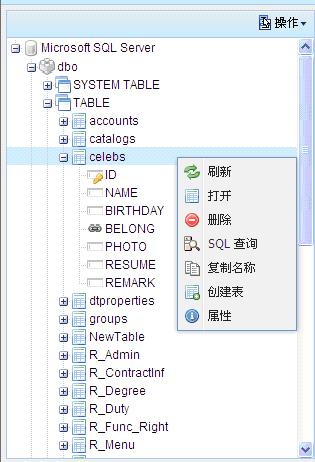 操作
Microsoft SQL Server
dbo
SYSTEM TABLE
TABLE
accounts
catalogs
celebs
ID
NAME
BIRTHDAY
BELONG
PHOTO
RESUME
REMARK
dtproperties
groups
NewTable
R_Admin
R_ContractInf
R_Degree
R_Duty
R_Func_Right
R_Menu
刷新
打开
删除
SQL 查询
复制名称
创建表
属性